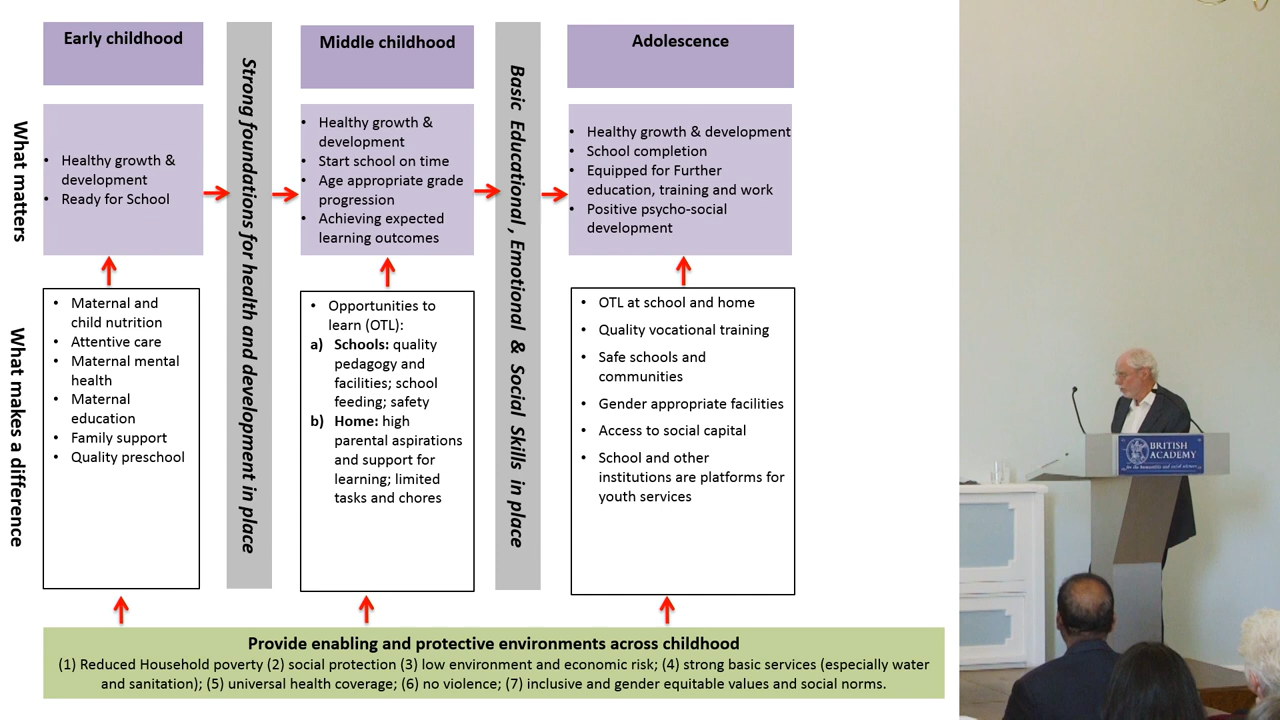 Early childhood
Middle childhood
Adolescence
What matters
• Healthy growth &
development
• Ready for School
Strong foundations for health and development in place
• Healthy growth &
development
• Start school on time
• Age appropriate grade
progression
• Achieving expected
learning outcomes
Basic Educational, Emotional & Social Skills in place
• Healthy growth & development
• School completion
• Equipped for Further
education, training and work
• Positive psycho-social
development
What makes a difference
• Maternal and
child nutrition
• Attentive care
• Maternal mental
health
• Maternal
education
• Family support
• Quality preschool
• Opportunities to
learn (OTL):
a) Schools: quality
pedagogy and
facilities; school
feeding; safety
b) Home: high
parental aspirations
and support for
learning; limited
tasks and chores
• OTL at school and home
• Quality vocational training
• Safe schools and
communities
• Gender appropriate facilities
• Access to social capital
• School and other
institutions are platforms for
youth services
Provide enabling and protective environments across childhood
(1) Reduced Household poverty (2) social protection (3) low environment and economic risk; (4) strong basic services (especially water
and sanitation); (5) universal health coverage; (6) no violence; (7) inclusive and gender equitable values and social norms.
BRITISH
ACADEMY
for the humanities and social sciences